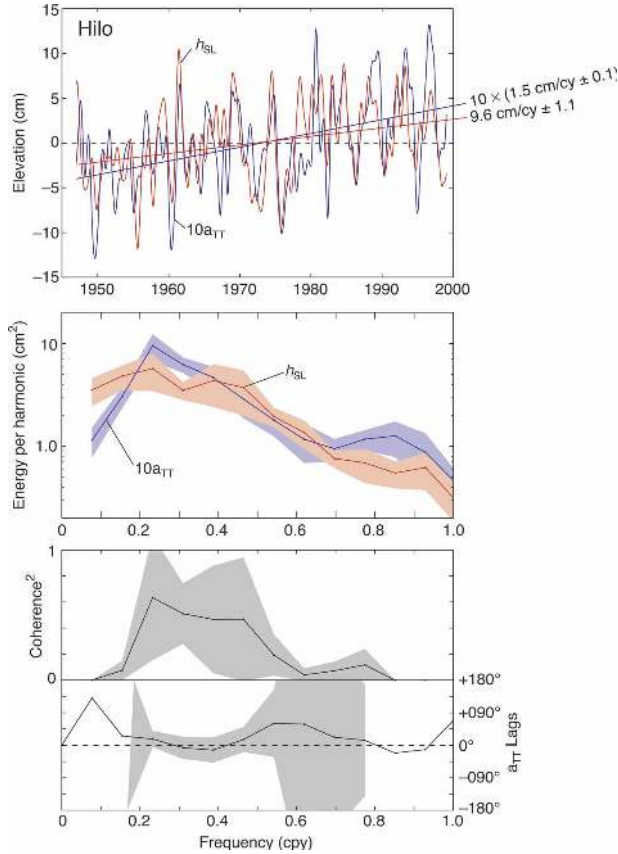 Hilo
h_SL
10a_TT
10 × (1.5 cm/cy ± 0.1)
9.6 cm/cy ± 1.1
Elevation (cm)
15
10
5
0
−5
−10
−15
1950
1960
1970
1980
1990
2000
Energy per harmonic (cm²)
10
1.0
h_SL
10a_TT
0
0.2
0.4
0.6
0.8
1.0
Coherence²
1
0
+180°
+090°
0°
−090°
−180°
a_TT Lags
0
0.2
0.4
0.6
0.8
1.0
Frequency (cpy)